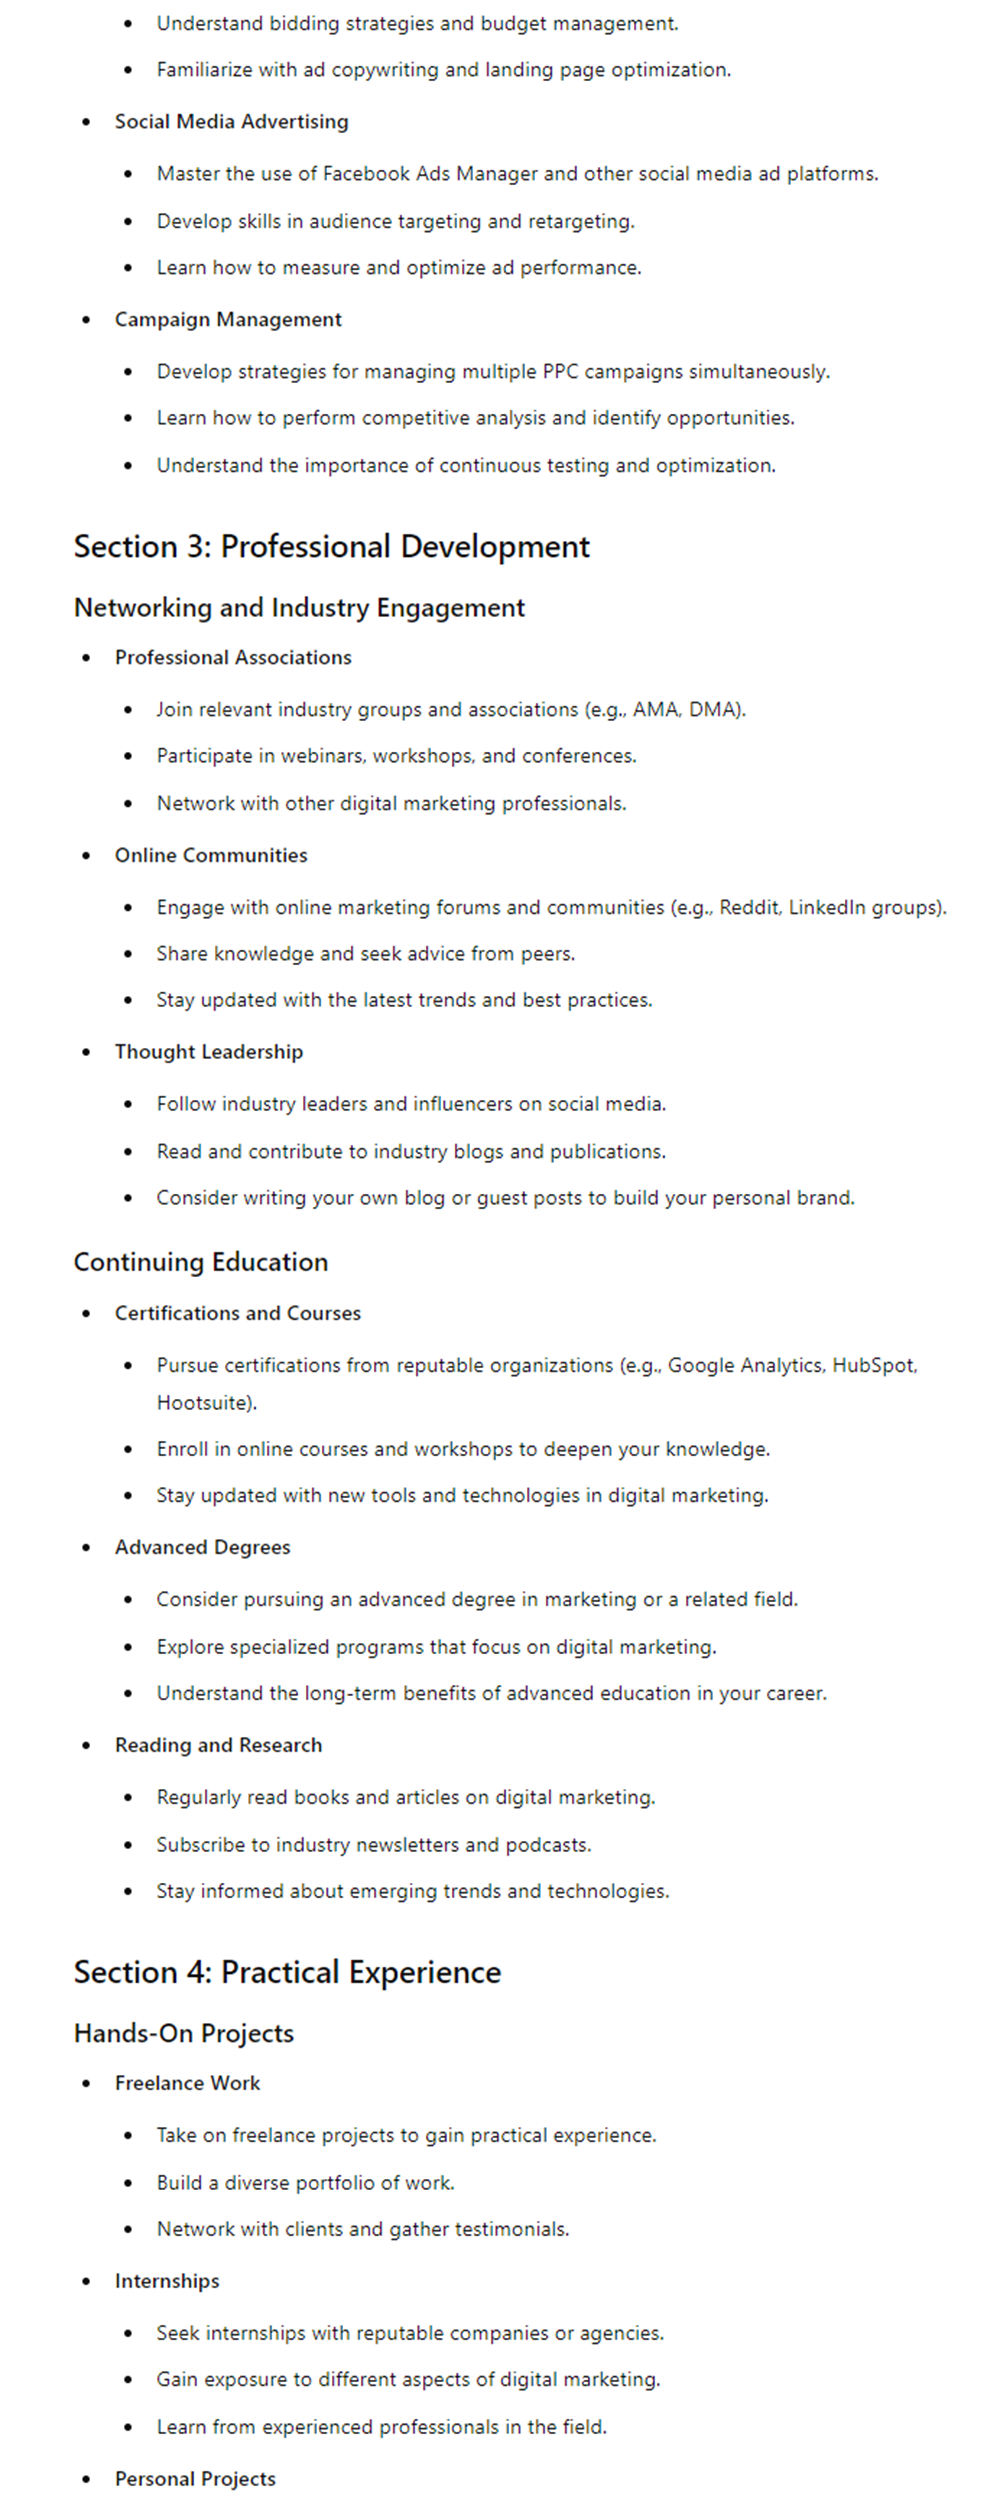 Understand bidding strategies and budget management.
Familiarize with ad copywriting and landing page optimization.
Social Media Advertising
Master the use of Facebook Ads Manager and other social media ad platforms.
Develop skills in audience targeting and retargeting.
Learn how to measure and optimize ad performance.
Campaign Management
Develop strategies for managing multiple PPC campaigns simultaneously.
Learn how to perform competitive analysis and identify opportunities.
Understand the importance of continuous testing and optimization.
Section 3: Professional Development
Networking and Industry Engagement
Professional Associations
Join relevant industry groups and associations (e.g., AMA, DMA).
Participate in webinars, workshops, and conferences.
Network with other digital marketing professionals.
Online Communities
Engage with online marketing forums and communities (e.g., Reddit, LinkedIn groups).
Share knowledge and seek advice from peers.
Stay updated with the latest trends and best practices.
Thought Leadership
Follow industry leaders and influencers on social media.
Read and contribute to industry blogs and publications.
Consider writing your own blog or guest posts to build your personal brand.
Continuing Education
Certifications and Courses
Pursue certifications from reputable organizations (e.g., Google Analytics, HubSpot,
Hootsuite).
Enroll in online courses and workshops to deepen your knowledge.
Stay updated with new tools and technologies in digital marketing.
Advanced Degrees
Consider pursuing an advanced degree in marketing or a related field.
Explore specialized programs that focus on digital marketing.
Understand the long-term benefits of advanced education in your career.
Reading and Research
Regularly read books and articles on digital marketing.
Subscribe to industry newsletters and podcasts.
Stay informed about emerging trends and technologies.
Section 4: Practical Experience
Hands-On Projects
Freelance Work
Take on freelance projects to gain practical experience.
Build a diverse portfolio of work.
Network with clients and gather testimonials.
Internships
Seek internships with reputable companies or agencies.
Gain exposure to different aspects of digital marketing.
Learn from experienced professionals in the field.
Personal Projects